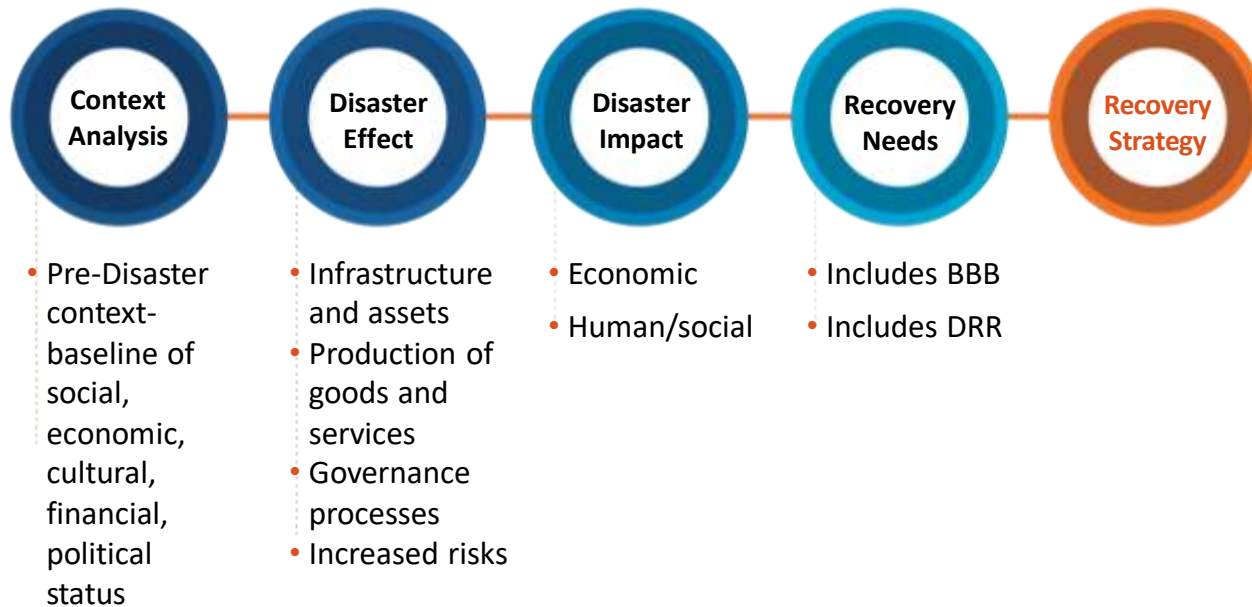 Context
Analysis
Disaster
Effect
Disaster
Impact
Recovery
Needs
Recovery
Strategy
• Pre-Disaster
context-
baseline of
social,
economic,
cultural,
financial,
political
status
• Infrastructure
and assets
• Production of
goods and
services
• Governance
processes
• Increased risks
• Economic
• Human/social
• Includes BBB
• Includes DRR